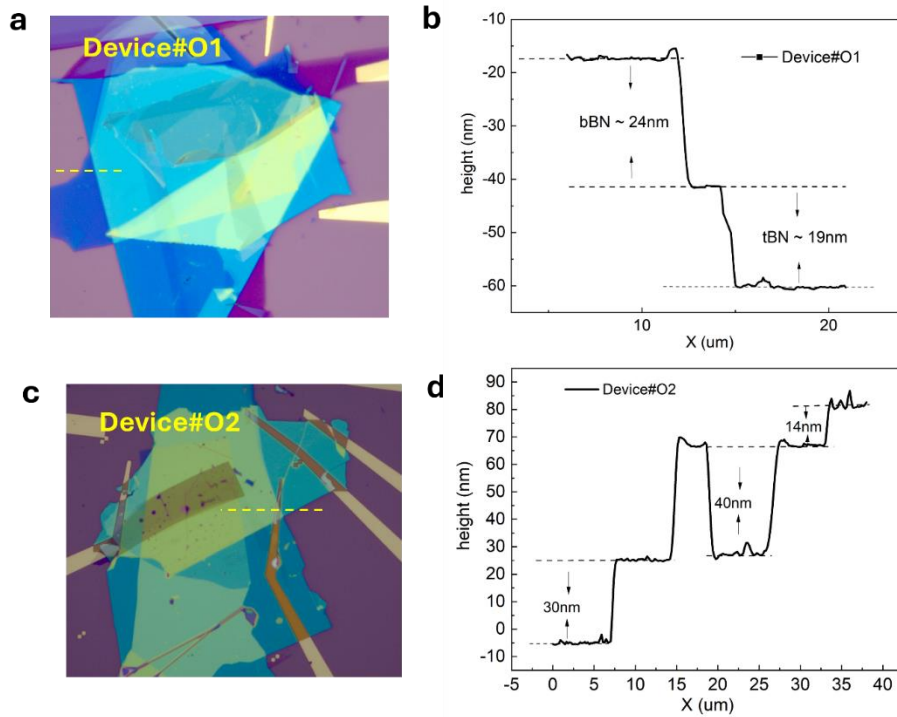 a
Device#O1
b
-10
-20
-30
-40
-50
-60
height (nm)
Device#O1
bBN ~ 24nm
tBN ~ 19nm
10
20
X (um)
c
Device#O2
d
90
80
70
60
50
40
30
20
10
0
-10
height (nm)
Device#O2
14nm
40nm
30nm
-5
0
5
10
15
20
25
30
35
40
X (um)